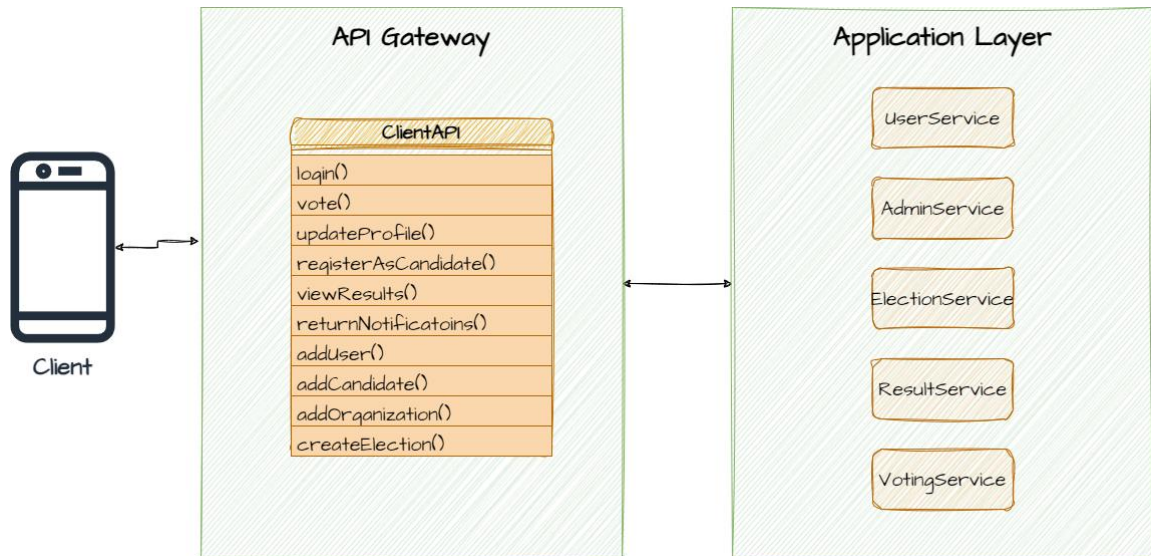 API Gateway
Application Layer
ClientAPI
login()
vote()
updateProfile()
registerAsCandidate()
viewResults()
returnNotificatoins()
addUser()
addCandidate()
addOrganization()
createElection()
Client
UserService
AdminService
ElectionService
ResultService
VotingService